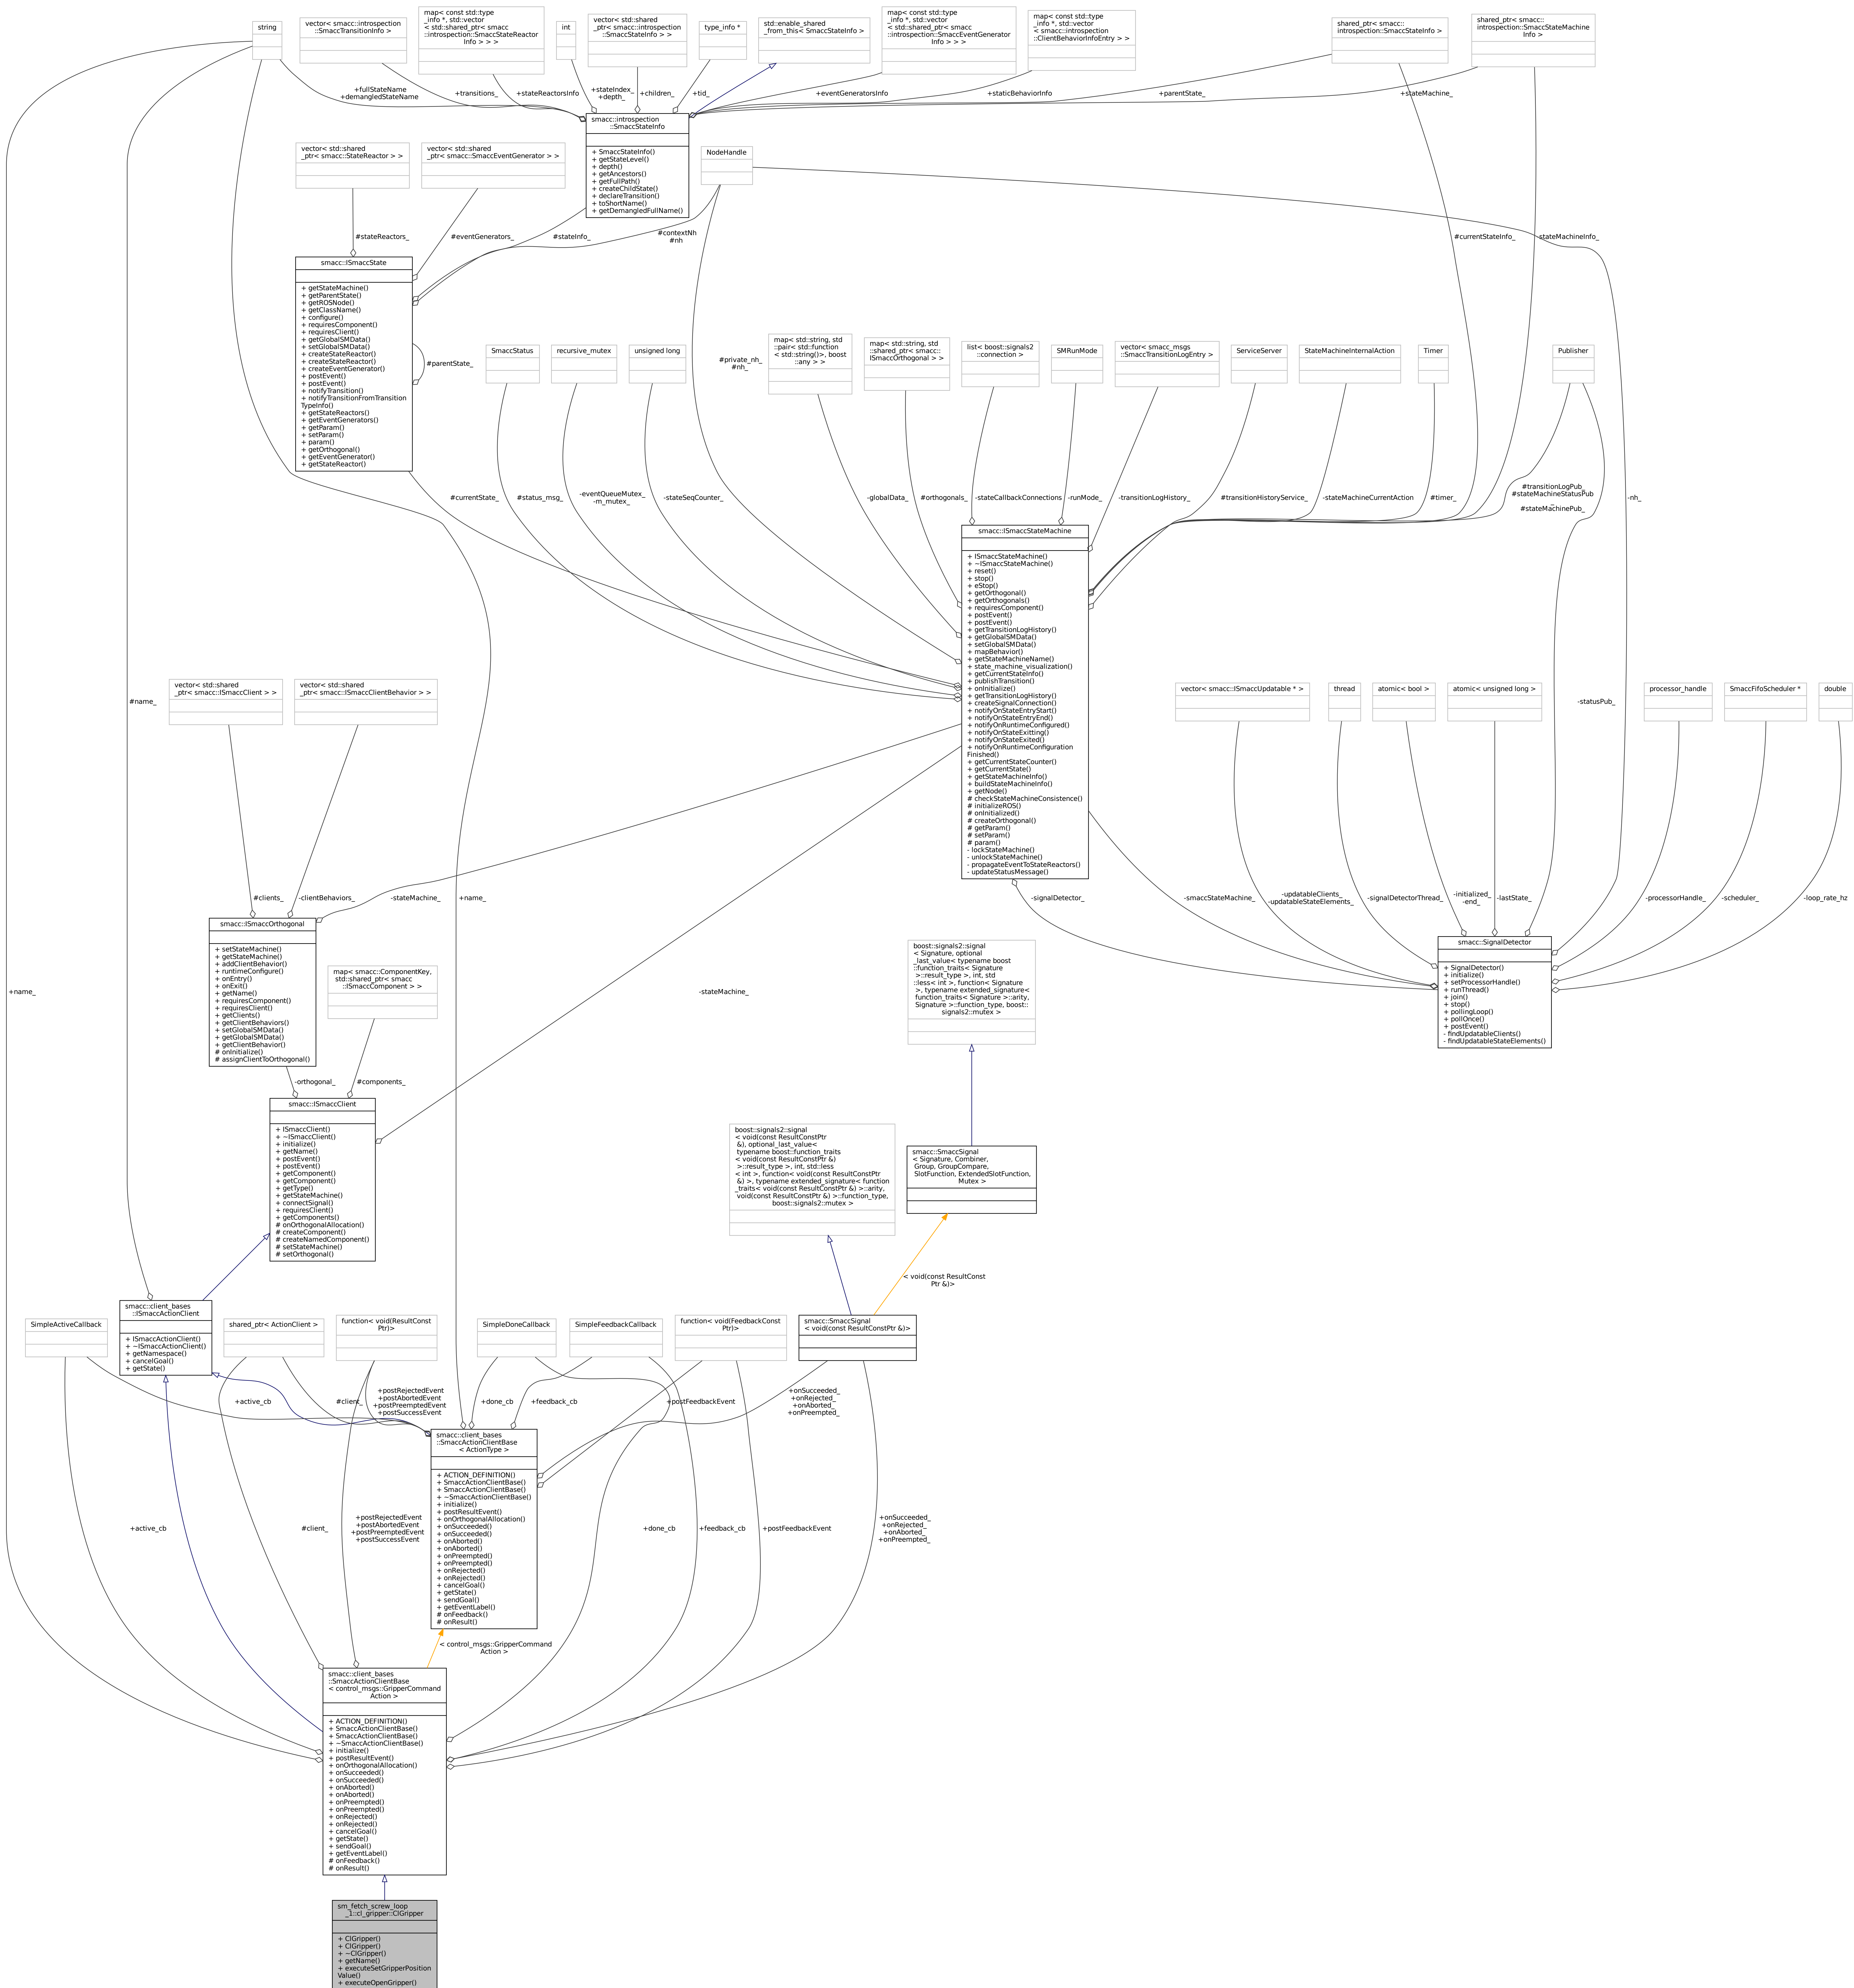 string
vector< smacc::introspection
::SmaccTransitionInfo >
map< const std::type
_info *, std::vector
< std::shared_ptr< smacc
::introspection::SmaccStateReactor
Info > > >
int
vector< std::shared
_ptr< smacc::introspection
::SmaccStateInfo > >
type_info *
std::enable_shared
_from_this< SmaccStateInfo >
map< const std::type
_info *, std::vector
< std::shared_ptr< smacc
::introspection::SmaccEventGenerator
Info > > >
map< const std::type
_info *, std::vector
< smacc::introspection
::ClientBehaviorInfoEntry > >
shared_ptr< smacc::
introspection::SmaccStateInfo >
shared_ptr< smacc::
introspection::SmaccStateMachine
Info >
+fullStateName
+demangledStateName
+transitions_
+stateReactorsInfo
+stateIndex_
+depth_
+children_
+tid_
+eventGeneratorsInfo
+staticBehaviorInfo
+parentState_
+stateMachine_
smacc::introspection
::SmaccStateInfo
+ SmaccStateInfo()
+ getStateLevel()
+ depth()
+ getAncestors()
+ getFullPath()
+ createChildState()
+ declareTransition()
+ toShortName()
+ getDemangledFullName()
vector< std::shared
_ptr< smacc::StateReactor > >
vector< std::shared
_ptr< smacc::SmaccEventGenerator > >
NodeHandle
#stateReactors_
#eventGenerators_
#stateInfo_
#contextNh
#nh
#currentStateInfo_
-stateMachineInfo_
smacc::ISmaccState
+ getStateMachine()
+ getParentState()
+ getROSNode()
+ getClassName()
+ configure()
+ requiresComponent()
+ requiresClient()
+ getGlobalSMData()
+ setGlobalSMData()
+ createStateReactor()
+ createStateReactor()
+ createEventGenerator()
+ postEvent()
+ postEvent()
+ notifyTransition()
+ notifyTransitionFromTransition
TypeInfo()
+ getStateReactors()
+ getEventGenerators()
+ getParam()
+ setParam()
+ param()
+ getOrthogonal()
+ getEventGenerator()
+ getStateReactor()
#parentState_
SmaccStatus
recursive_mutex
unsigned long
#private_nh_
#nh_
map< std::string, std
::pair< std::function
< std::string()>, boost
::any > >
map< std::string, std
::shared_ptr< smacc::
ISmaccOrthogonal > >
list< boost::signals2
::connection >
SMRunMode
vector< smacc_msgs
::SmaccTransitionLogEntry >
ServiceServer
StateMachineInternalAction
Timer
Publisher
#currentState_
#status_msg_
-eventQueueMutex_
-m_mutex_
-stateSeqCounter_
-globalData_
#orthogonals_
-stateCallbackConnections
-runMode_
-transitionLogHistory_
#transitionHistoryService_
-stateMachineCurrentAction
#timer_
#transitionLogPub_
#stateMachineStatusPub
_
#stateMachinePub_
-nh_
smacc::ISmaccStateMachine
+ ISmaccStateMachine()
+ ~ISmaccStateMachine()
+ reset()
+ stop()
+ eStop()
+ getOrthogonal()
+ getOrthogonals()
+ requiresComponent()
+ postEvent()
+ postEvent()
+ getTransitionLogHistory()
+ getGlobalSMData()
+ setGlobalSMData()
+ mapBehavior()
+ getStateMachineName()
+ state_machine_visualization()
+ getCurrentStateInfo()
+ publishTransition()
+ onInitialize()
+ getTransitionLogHistory()
+ createSignalConnection()
+ notifyOnStateEntryStart()
+ notifyOnStateEntryEnd()
+ notifyOnRuntimeConfigured()
+ notifyOnStateExitting()
+ notifyOnStateExited()
+ notifyOnRuntimeConfiguration
Finished()
+ getCurrentStateCounter()
+ getCurrentState()
+ getStateMachineInfo()
+ buildStateMachineInfo()
+ getNode()
# checkStateMachineConsistence()
# initializeROS()
# onInitialized()
# createOrthogonal()
# getParam()
# setParam()
# param()
- lockStateMachine()
- unlockStateMachine()
- propagateEventToStateReactors()
- updateStatusMessage()
vector< std::shared
_ptr< smacc::ISmaccClient > >
vector< std::shared
_ptr< smacc::ISmaccClientBehavior > >
#name_
vector< smacc::ISmaccUpdatable * >
thread
atomic< bool >
atomic< unsigned long >
-statusPub_
processor_handle
SmaccFifoScheduler *
double
#clients_
-clientBehaviors_
-stateMachine_
+name_
-signalDetector_
-smaccStateMachine_
-updatableClients_
-updatableStateElements_
-signalDetectorThread_
-initialized_
-end_
-lastState_
-processorHandle_
-scheduler_
-loop_rate_hz
smacc::ISmaccOrthogonal
+ setStateMachine()
+ getStateMachine()
+ addClientBehavior()
+ runtimeConfigure()
+ onEntry()
+ onExit()
+ getName()
+ requiresComponent()
+ requiresClient()
+ getClients()
+ getClientBehaviors()
+ setGlobalSMData()
+ getGlobalSMData()
+ getClientBehavior()
# onInitialize()
# assignClientToOrthogonal()
map< smacc::ComponentKey,
std::shared_ptr< smacc
::ISmaccComponent > >
smacc::SignalDetector
+ SignalDetector()
+ initialize()
+ setProcessorHandle()
+ runThread()
+ join()
+ stop()
+ pollingLoop()
+ pollOnce()
+ postEvent()
- findUpdatableClients()
- findUpdatableStateElements()
boost::signals2::signal
< Signature, optional
_last_value< typename boost
::function_traits< Signature
>::result_type >, int, std
::less< int >, function< Signature
>, typename extended_signature<
function_traits< Signature >::arity,
Signature >::function_type, boost::
signals2::mutex >
+name_
-stateMachine_
-orthogonal_
#components_
smacc::ISmaccClient
+ ISmaccClient()
+ ~ISmaccClient()
+ initialize()
+ getName()
+ postEvent()
+ postEvent()
+ getComponent()
+ getComponent()
+ getType()
+ getStateMachine()
+ connectSignal()
+ requiresClient()
+ getComponents()
# onOrthogonalAllocation()
# createComponent()
# createNamedComponent()
# setStateMachine()
# setOrthogonal()
boost::signals2::signal
< void(const ResultConstPtr
&), optional_last_value<
typename boost::function_traits
< void(const ResultConstPtr &)
>::result_type >, int, std::less
< int >, function< void(const ResultConstPtr
&) >, typename extended_signature< function
_traits< void(const ResultConstPtr &) >::arity,
void(const ResultConstPtr &) >::function_type,
boost::signals2::mutex >
smacc::SmaccSignal
< Signature, Combiner,
Group, GroupCompare,
SlotFunction, ExtendedSlotFunction,
Mutex >
< void(const ResultConst
Ptr &)>
SimpleActiveCallback
smacc::client_bases
::ISmaccActionClient
+ ISmaccActionClient()
+ ~ISmaccActionClient()
+ getNamespace()
+ cancelGoal()
+ getState()
shared_ptr< ActionClient >
function< void(ResultConst
Ptr)>
SimpleDoneCallback
SimpleFeedbackCallback
function< void(FeedbackConst
Ptr)>
smacc::SmaccSignal
< void(const ResultConstPtr &)>
+active_cb
#client_
+postRejectedEvent
+postAbortedEvent
+postPreemptedEvent
+postSuccessEvent
+done_cb
+feedback_cb
+postFeedbackEvent
+onSucceeded_
+onRejected_
+onAborted_
+onPreempted_
smacc::client_bases
::SmaccActionClientBase
< ActionType >
+ ACTION_DEFINITION()
+ SmaccActionClientBase()
+ SmaccActionClientBase()
+ ~SmaccActionClientBase()
+ initialize()
+ postResultEvent()
+ onOrthogonalAllocation()
+ onSucceeded()
+ onSucceeded()
+ onAborted()
+ onAborted()
+ onPreempted()
+ onPreempted()
+ onRejected()
+ onRejected()
+ cancelGoal()
+ getState()
+ sendGoal()
+ getEventLabel()
# onFeedback()
# onResult()
+active_cb
#client_
+postRejectedEvent
+postAbortedEvent
+postPreemptedEvent
+postSuccessEvent
+done_cb
+feedback_cb
+postFeedbackEvent
+onSucceeded_
+onRejected_
+onAborted_
+onPreempted_
< control_msgs::GripperCommand
Action >
smacc::client_bases
::SmaccActionClientBase
< control_msgs::GripperCommand
Action >
+ ACTION_DEFINITION()
+ SmaccActionClientBase()
+ SmaccActionClientBase()
+ ~SmaccActionClientBase()
+ initialize()
+ postResultEvent()
+ onOrthogonalAllocation()
+ onSucceeded()
+ onSucceeded()
+ onAborted()
+ onAborted()
+ onPreempted()
+ onPreempted()
+ onRejected()
+ onRejected()
+ cancelGoal()
+ getState()
+ sendGoal()
+ getEventLabel()
# onFeedback()
# onResult()
sm_fetch_screw_loop
_1::cl_gripper::ClGripper
+ ClGripper()
+ ClGripper()
+ ~ClGripper()
+ getName()
+ executeSetGripperPosition
Value()
+ executeOpenGripper()